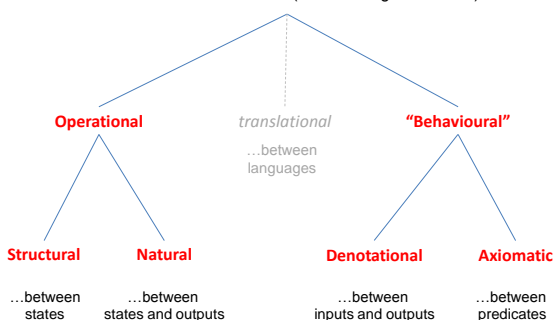 Operational
translational
“Behavioural”
…between
languages
Structural
Natural
Denotational
Axiomatic
…between
states
…between
states and outputs
…between
inputs and outputs
…between
predicates